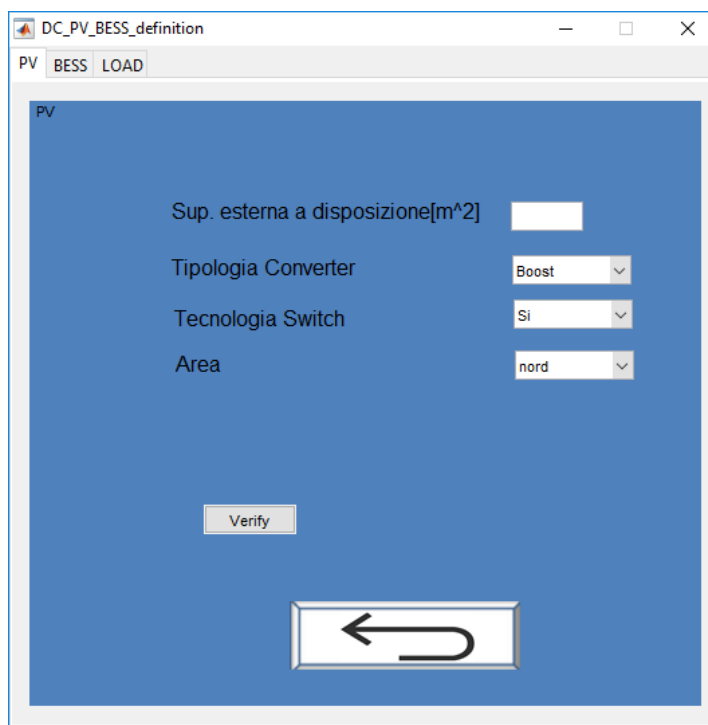 DC_PV_BESS_definition
PV BESS LOAD
PV
Sup. esterna a disposizione[m^2]
Tipologia Converter Boost
Tecnologia Switch Si
Area nord
Verify